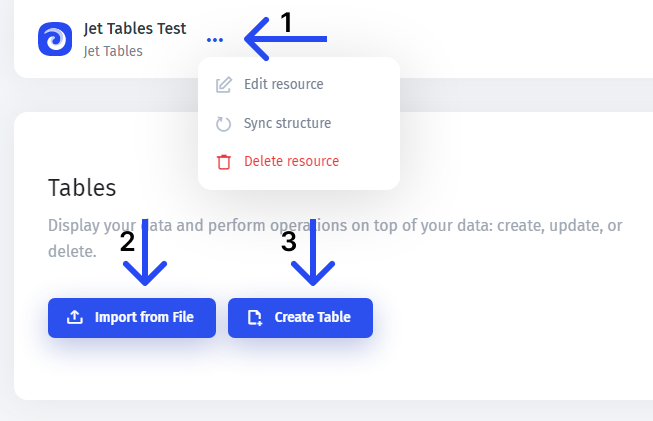 Jet Tables Test
Jet Tables
1
Edit resource
Sync structure
Delete resource
Tables
Display your data and perform operations on top of your data: create, update, or
delete.
2
3
Import from File
Create Table